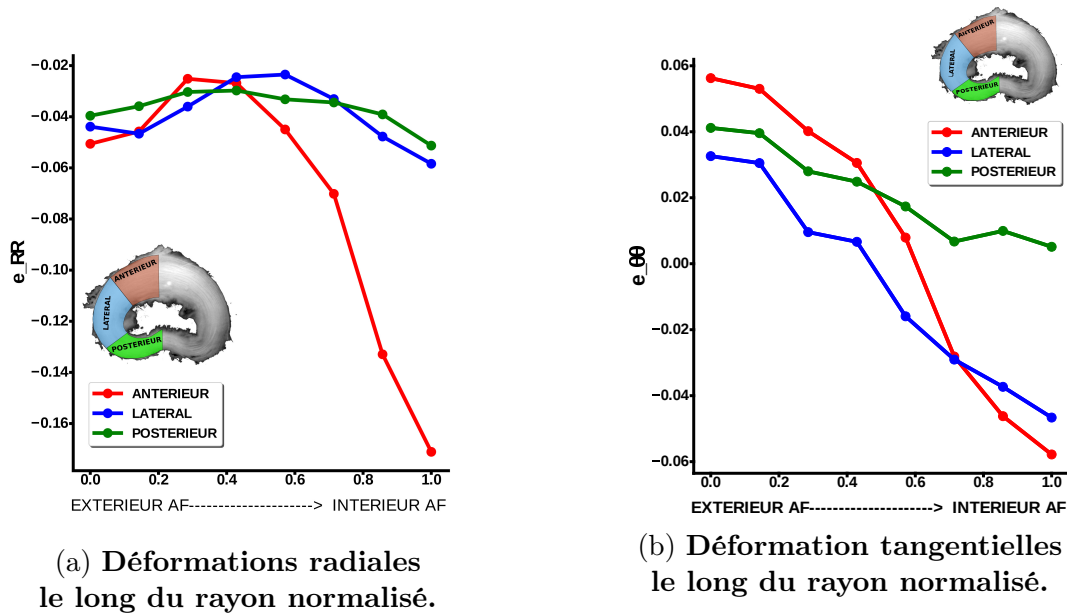 −0.02
−0.04
−0.06
−0.08
−0.10
−0.12
−0.14
−0.16
e_RR
ANTERIEUR
LATERAL
POSTERIEUR
ANTERIEUR
LATERAL
POSTERIEUR
0.0 0.2 0.4 0.6 0.8 1.0
EXTERIEUR AF---------------------> INTERIEUR AF
(a) Déformations radiales
le long du rayon normalisé.
0.06
0.04
0.02
0.00
−0.02
−0.04
−0.06
e_θθ
ANTERIEUR
LATERAL
POSTERIEUR
ANTERIEUR
LATERAL
POSTERIEUR
0.0 0.2 0.4 0.6 0.8 1.0
EXTERIEUR AF---------------------> INTERIEUR AF
(b) Déformation tangentielles
le long du rayon normalisé.